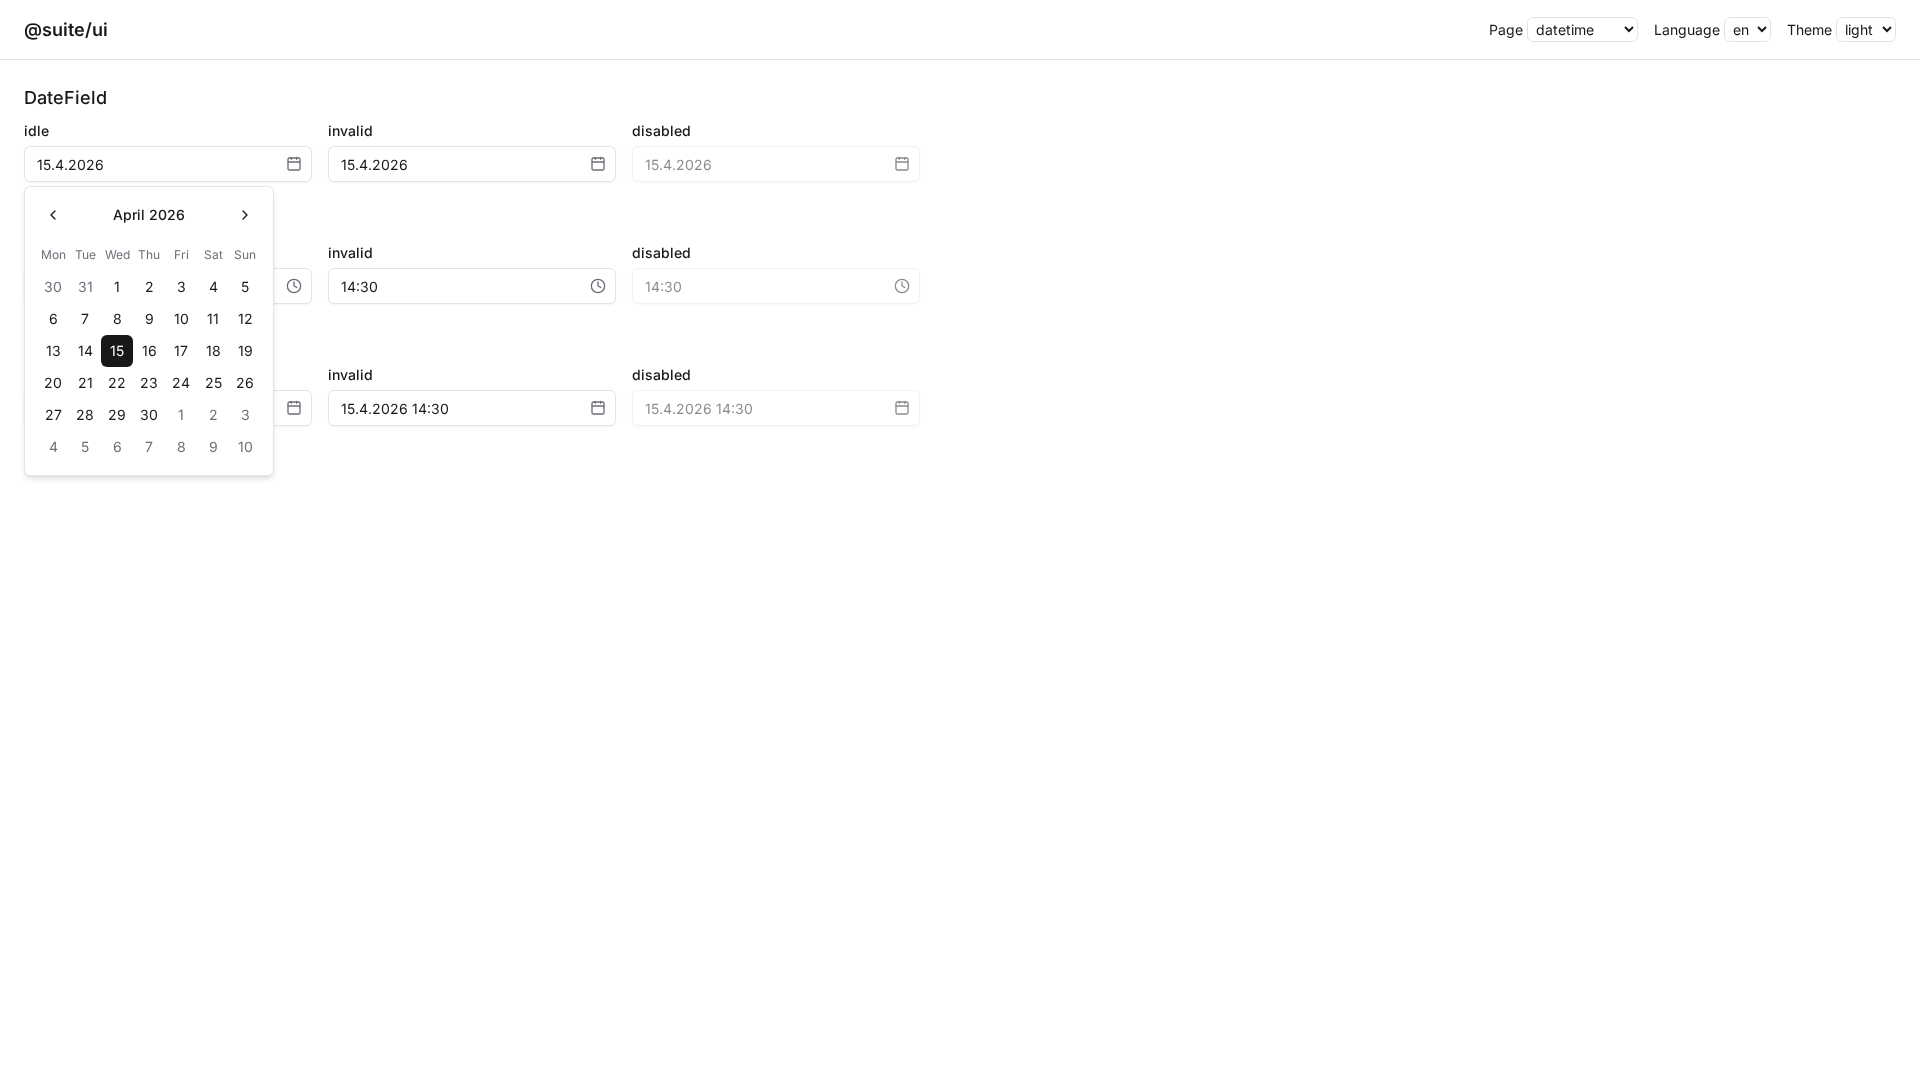 @suite/ui
Page datetime Language en Theme light
DateField
idle invalid disabled
15.4.2026 15.4.2026 15.4.2026
April 2026
Mon Tue Wed Thu Fri Sat Sun
30 31 1 2 3 4 5
6 7 8 9 10 11 12
13 14 15 16 17 18 19
20 21 22 23 24 25 26
27 28 29 30 1 2 3
4 5 6 7 8 9 10
invalid disabled
14:30 14:30
invalid disabled
15.4.2026 14:30 15.4.2026 14:30